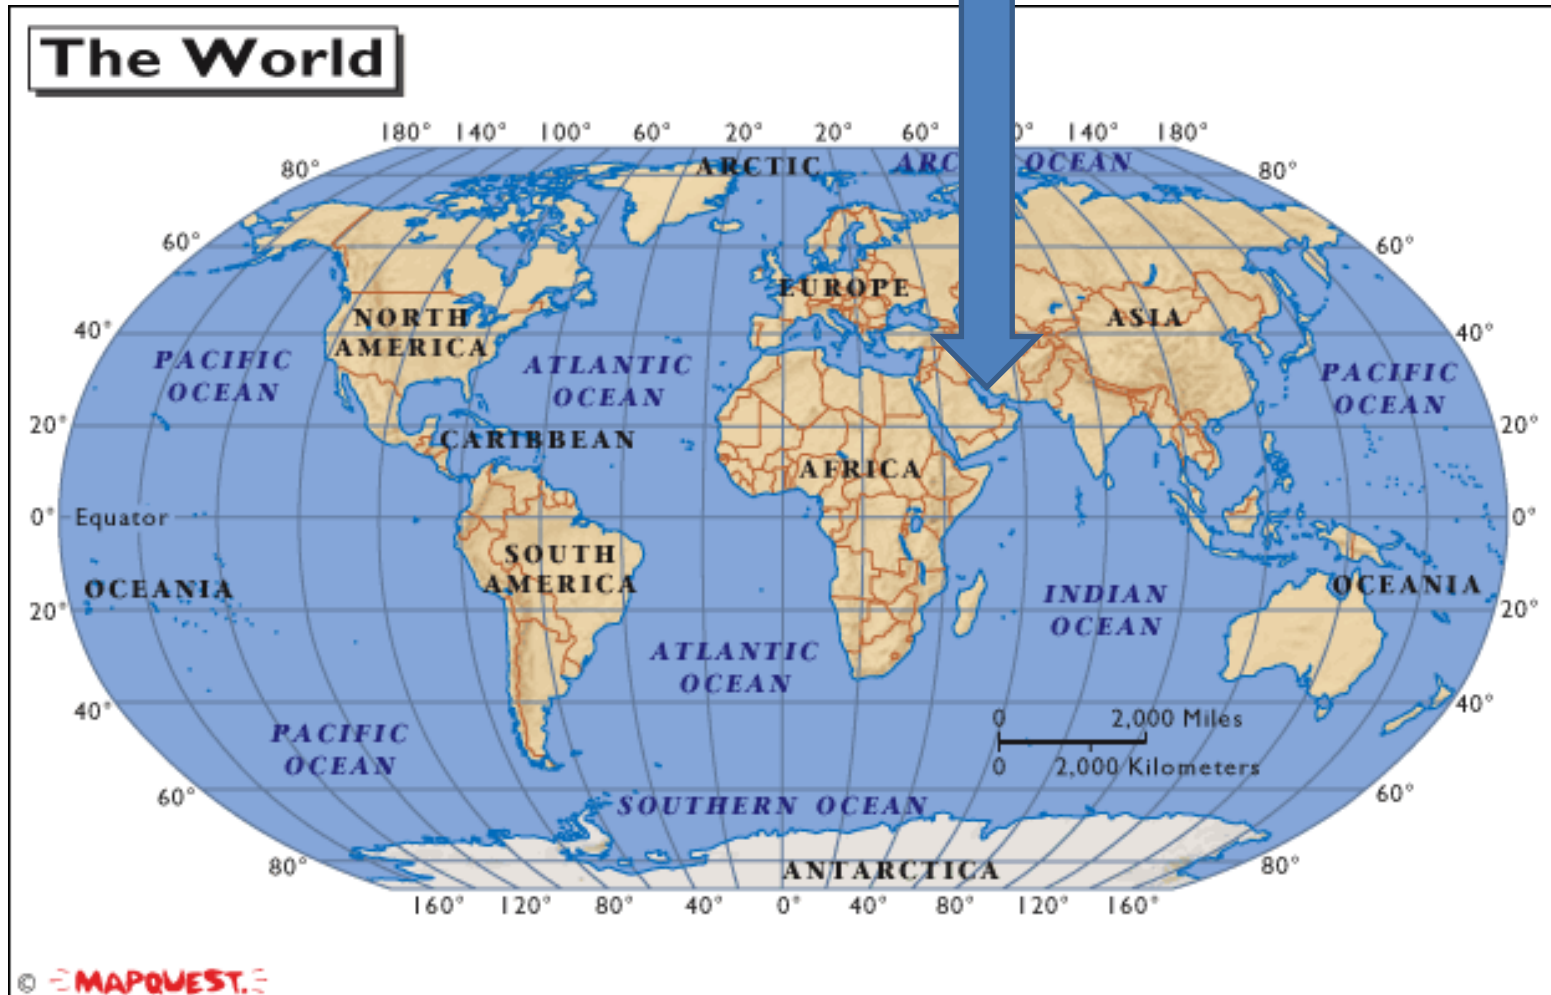 The World
180° 140° 100° 60° 20° 20° 60° 0° 140° 180°
80° ARCTIC ARC OCEAN 80°
60° 60°
EUROPE
NORTH
AMERICA
ASIA
40° 40°
PACIFIC
OCEAN
ATLANTIC
OCEAN
PACIFIC
OCEAN
20° CARIBBEAN 20°
AFRICA
0° Equator 0°
SOUTH
AMERICA
OCEANIA
INDIAN
OCEAN
OCEANIA
20° 20°
ATLANTIC
OCEAN
40° 40°
PACIFIC
OCEAN
0 2,000 Miles
0 2,000 Kilometers
60° SOUTHERN OCEAN 60°
80° ANTARCTICA 80°
160° 120° 80° 40° 0° 40° 80° 120° 160°
© MAPQUEST.